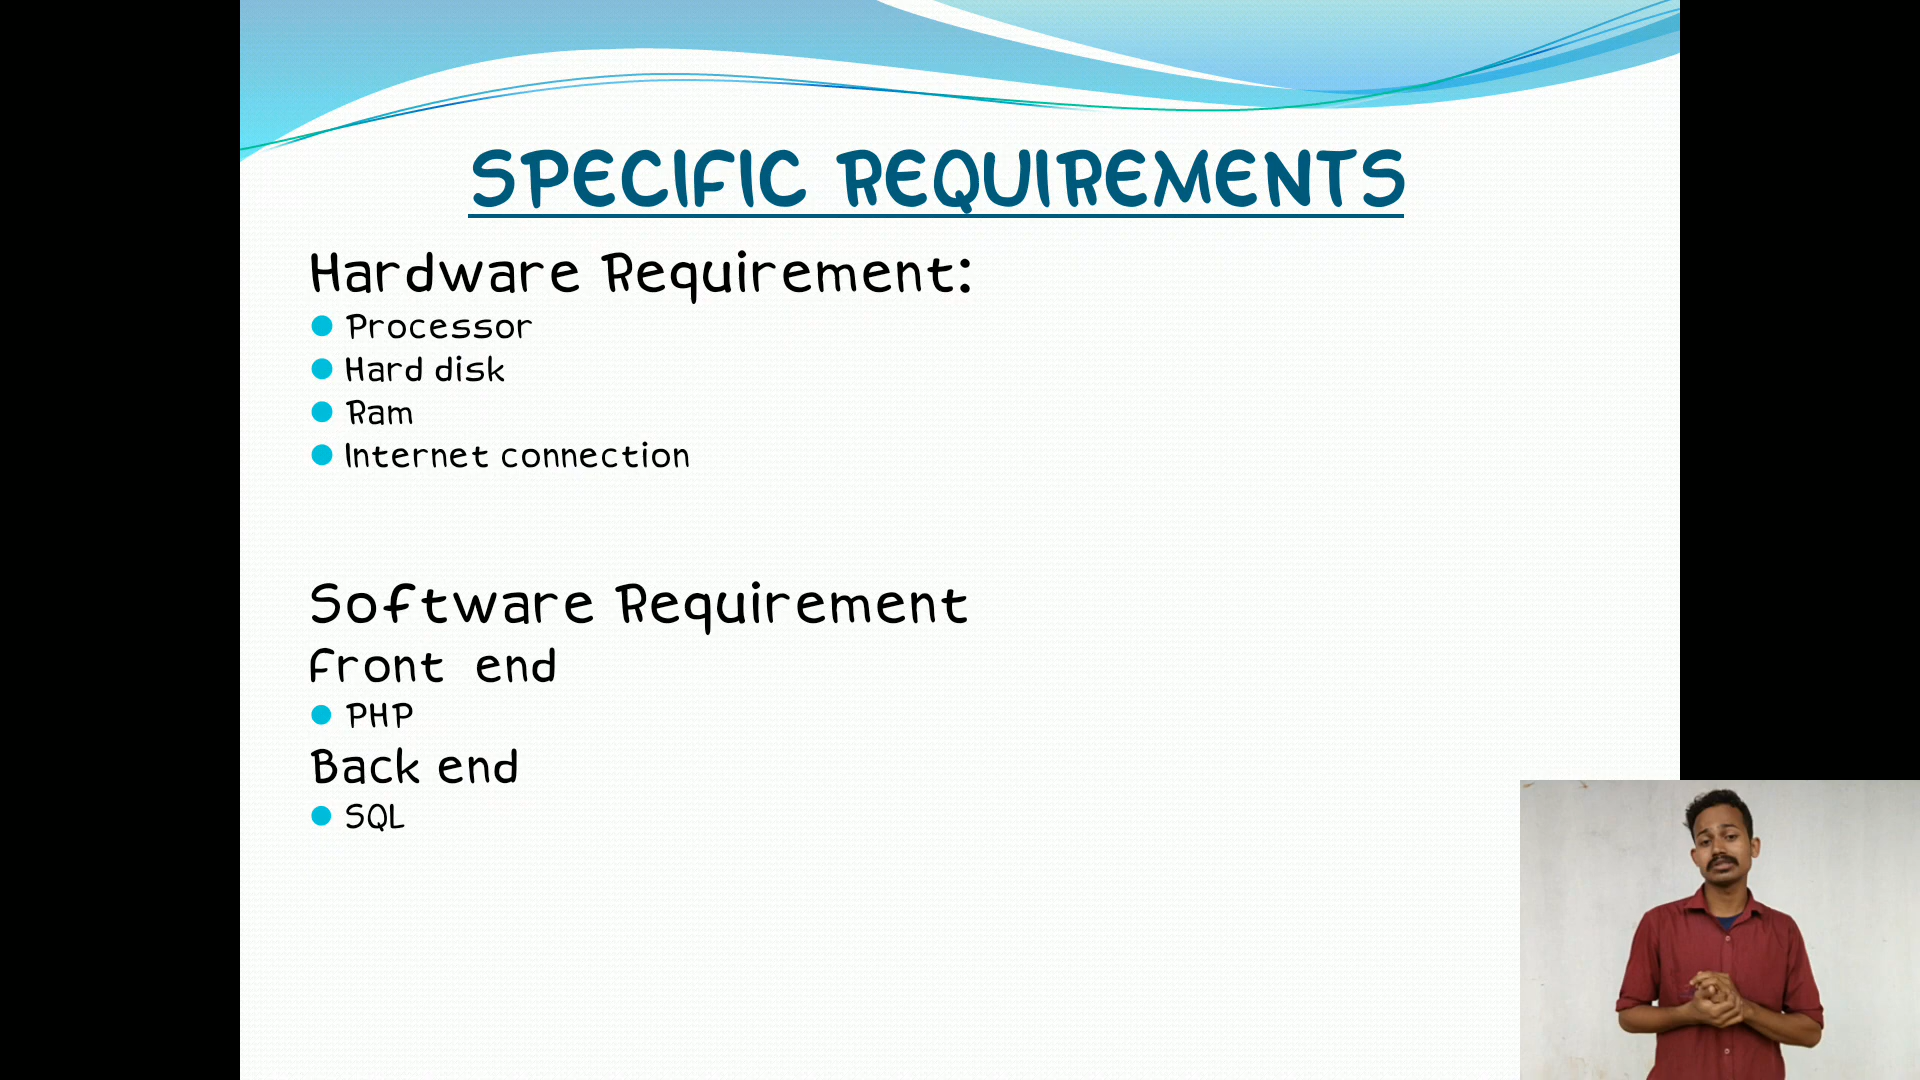 SPECIFIC REQUIREMENTS
Hardware Requirement:
Processor
Hard disk
Ram
Internet connection
Software Requirement
Front end
PHP
Back end
SQL